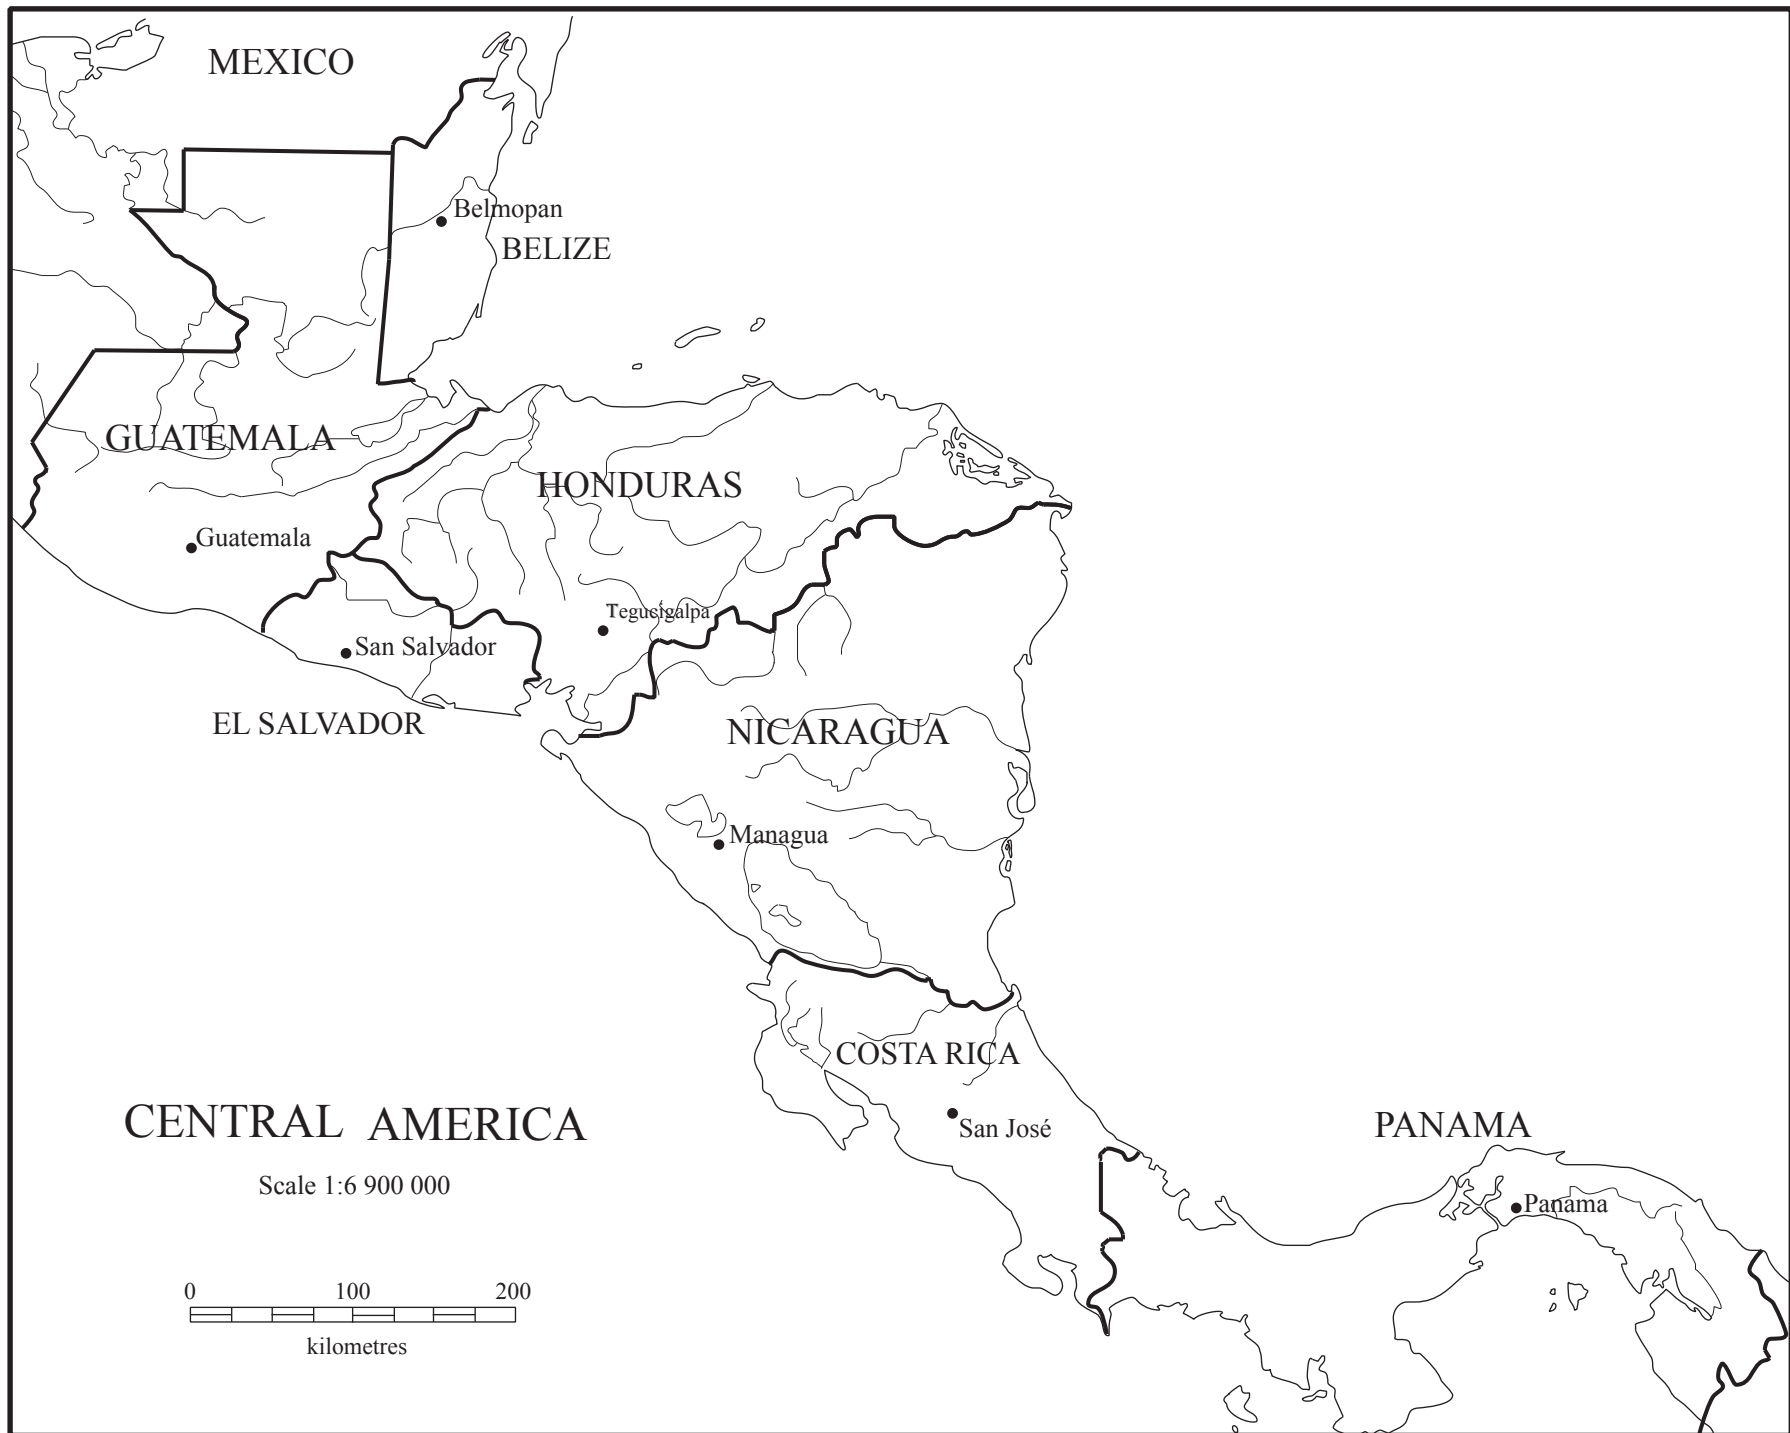 MEXICO
Belmopan
BELIZE
GUATEMALA
HONDURAS
Guatemala
Tegucigalpa
San Salvador
EL SALVADOR
NICARAGUA
Managua
COSTA RICA
CENTRAL AMERICA
San José
PANAMA
Scale 1:6 900 000
Panama
0 100 200
kilometres